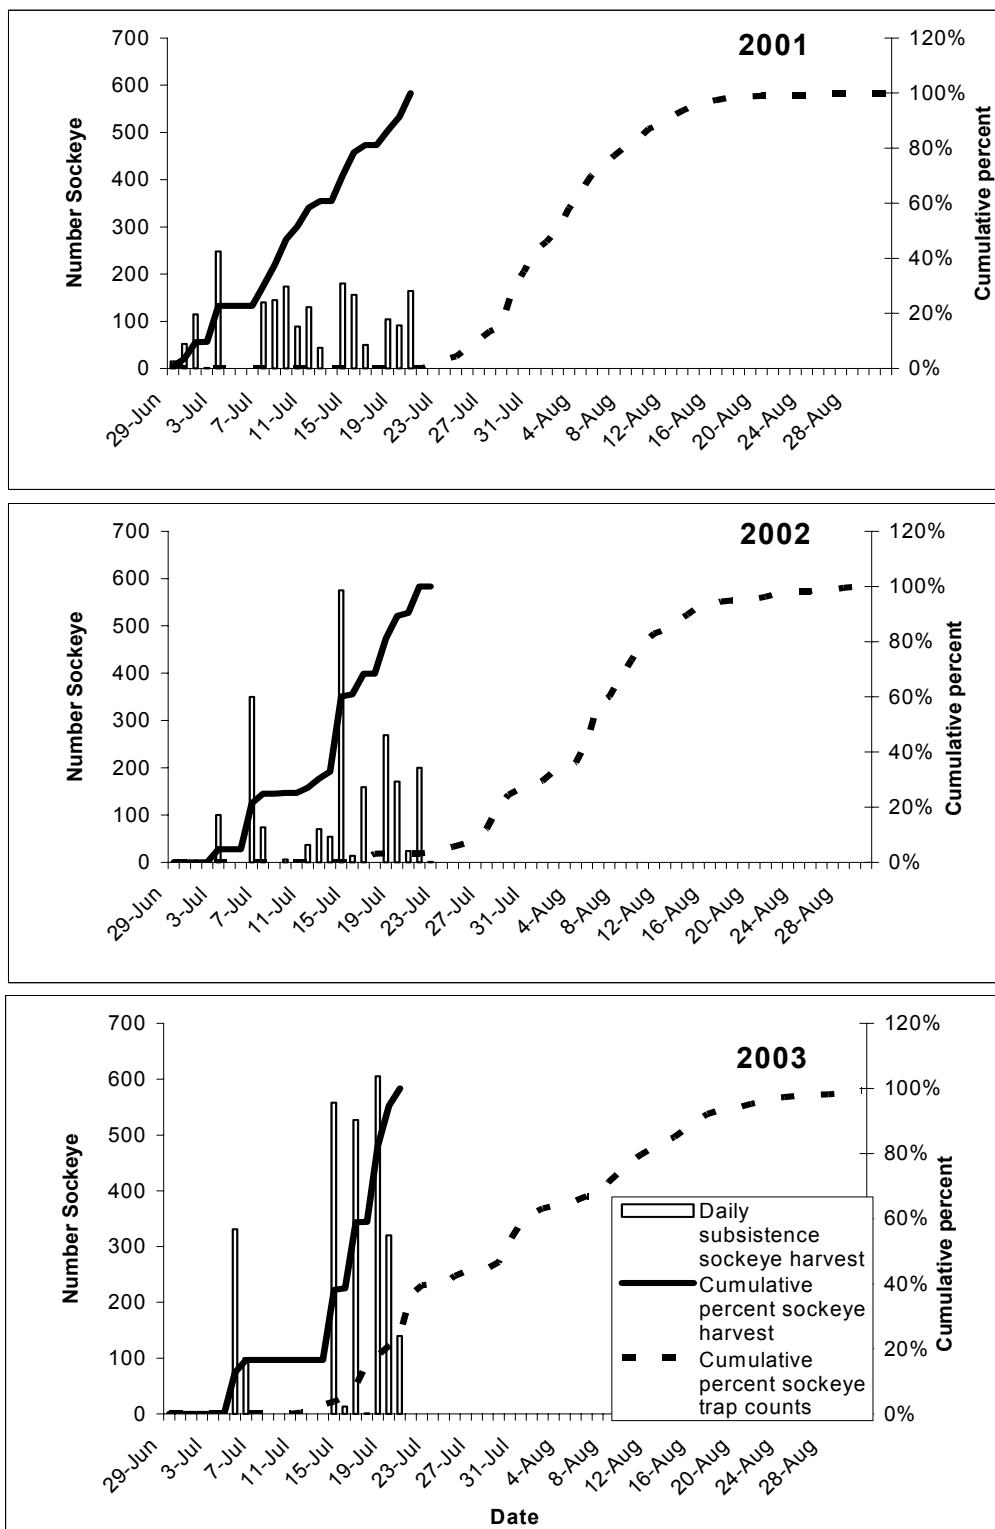 2001
Number Sockeye
Cumulative percent
700
600
500
400
300
200
100
0
120%
100%
80%
60%
40%
20%
0%
29-Jun
3-Jul
7-Jul
11-Jul
15-Jul
19-Jul
23-Jul
27-Jul
31-Jul
4-Aug
8-Aug
12-Aug
16-Aug
20-Aug
24-Aug
28-Aug
2002
Number Sockeye
Cumulative percent
700
600
500
400
300
200
100
0
120%
100%
80%
60%
40%
20%
0%
29-Jun
3-Jul
7-Jul
11-Jul
15-Jul
19-Jul
23-Jul
27-Jul
31-Jul
4-Aug
8-Aug
12-Aug
16-Aug
20-Aug
24-Aug
28-Aug
2003
Number Sockeye
Cumulative percent
700
600
500
400
300
200
100
0
120%
100%
80%
60%
40%
20%
0%
Daily
subsistence
sockeye harvest
Cumulative
percent sockeye
harvest
Cumulative
percent sockeye
trap counts
29-Jun
3-Jul
7-Jul
11-Jul
15-Jul
19-Jul
23-Jul
27-Jul
31-Jul
4-Aug
8-Aug
12-Aug
16-Aug
20-Aug
24-Aug
28-Aug
Date